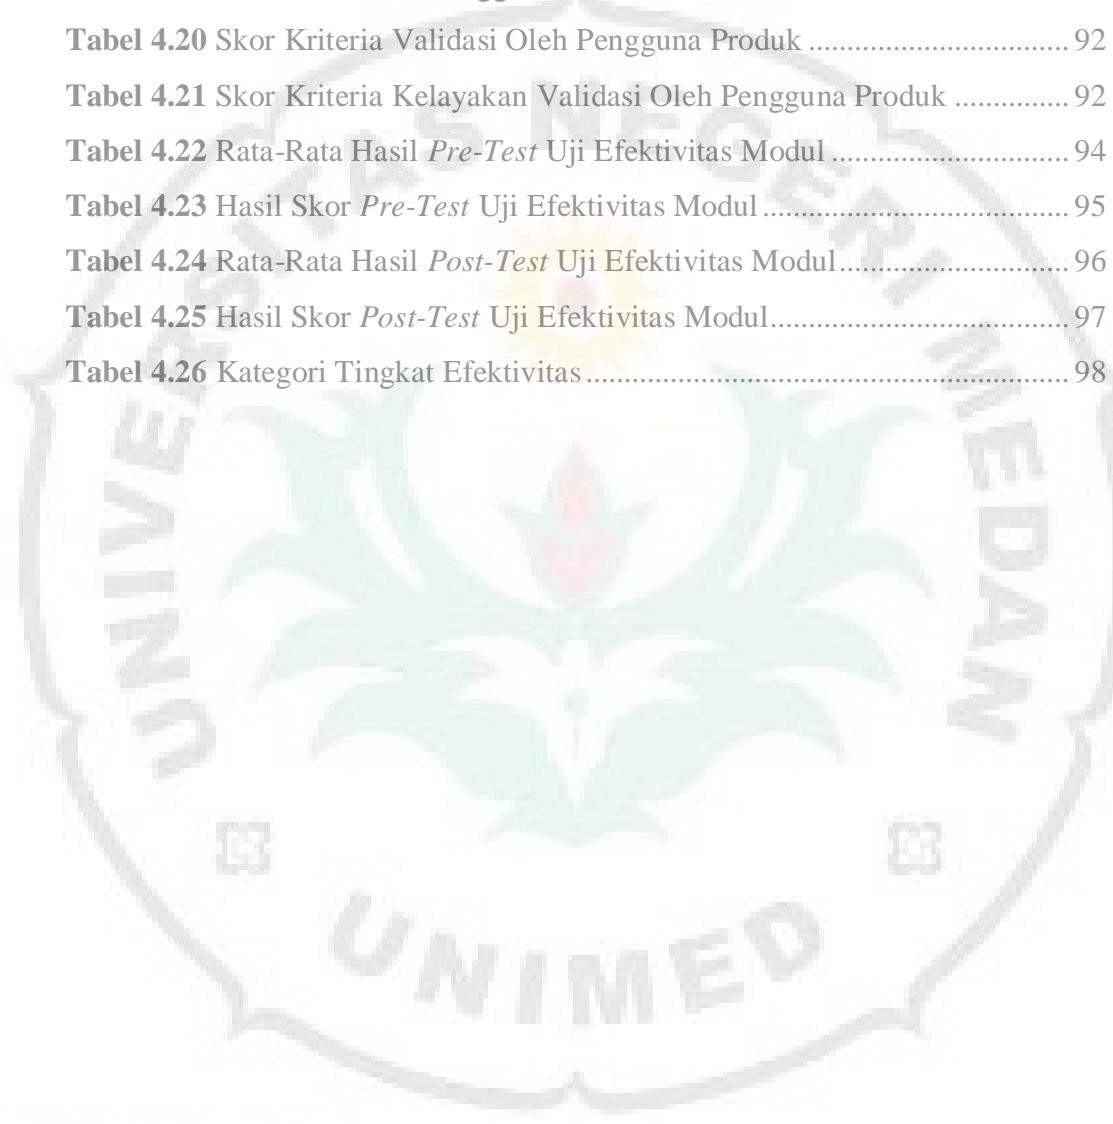 Tabel 4.20 Skor Kriteria Validasi Oleh Pengguna Produk ................................ 92
Tabel 4.21 Skor Kriteria Kelayakan Validasi Oleh Pengguna Produk .............. 92
Tabel 4.22 Rata-Rata Hasil Pre-Test Uji Efektivitas Modul ............................. 94
Tabel 4.23 Hasil Skor Pre-Test Uji Efektivitas Modul ...................................... 95
Tabel 4.24 Rata-Rata Hasil Post-Test Uji Efektivitas Modul............................ 96
Tabel 4.25 Hasil Skor Post-Test Uji Efektivitas Modul..................................... 97
Tabel 4.26 Kategori Tingkat Efektivitas ............................................................ 98
UNIVERSITAS NEGERI MEDAN
UNIMED